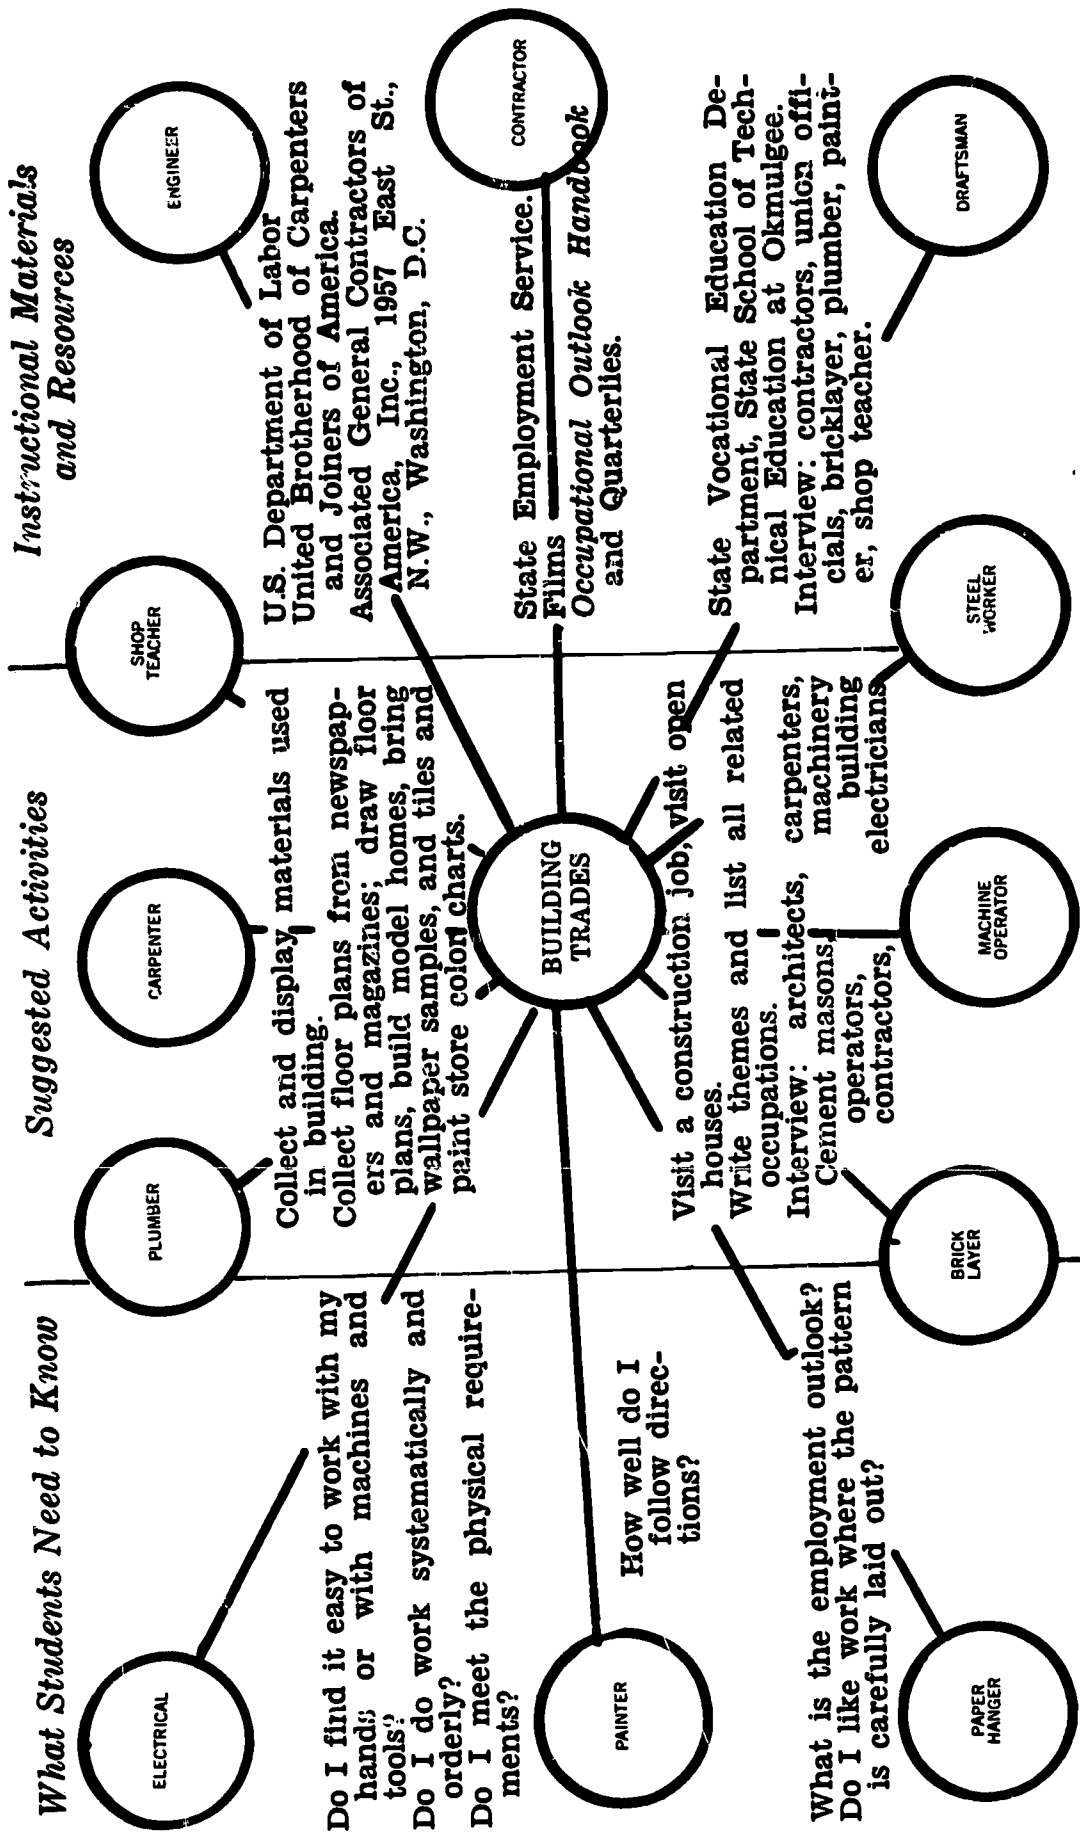 What Students Need to Know
ELECTRICAL
Do I find it easy to work with my
hands or with machines and
tools?
Do I do work systematically and
orderly?
Do I meet the physical require-
ments?
PAINTER
How well do I
follow direc-
tions?
What is the employment outlook?
Do I like work where the pattern
is carefully laid out?
PAPER
HANGER
Suggested Activities
PLUMBER
CARPENTER
SHOP
TEACHER
Collect and display materials used
in building.
Collect floor plans from newspap-
ers and magazines; draw floor
plans, build model homes, bring
wallpaper samples, and tiles and
paint store color charts.
BUILDING
TRADES
Visit a construction job, visit open
houses.
Write themes and list all related
occupations.
Interview: architects, carpenters,
Cement masons, machinery
operators, building
contractors, electricians
BRICK
LAYER
MACHINE
OPERATOR
STEEL
WORKER
Instructional Materials
and Resources
ENGINEER
U.S. Department of Labor
United Brotherhood of Carpenters
and Joiners of America.
Associated General Contractors of
America, Inc., 1957 East St.,
N.W., Washington, D.C.
CONTRACTOR
State Employment Service.
Films
Occupational Outlook Handbook
and Quarterlies.
State Vocational Education De-
partment, State School of Tech-
nical Education at Okmulgee.
Interview: contractors, union offi-
cials, bricklayer, plumber, paint-
er, shop teacher.
DRAFTSMAN